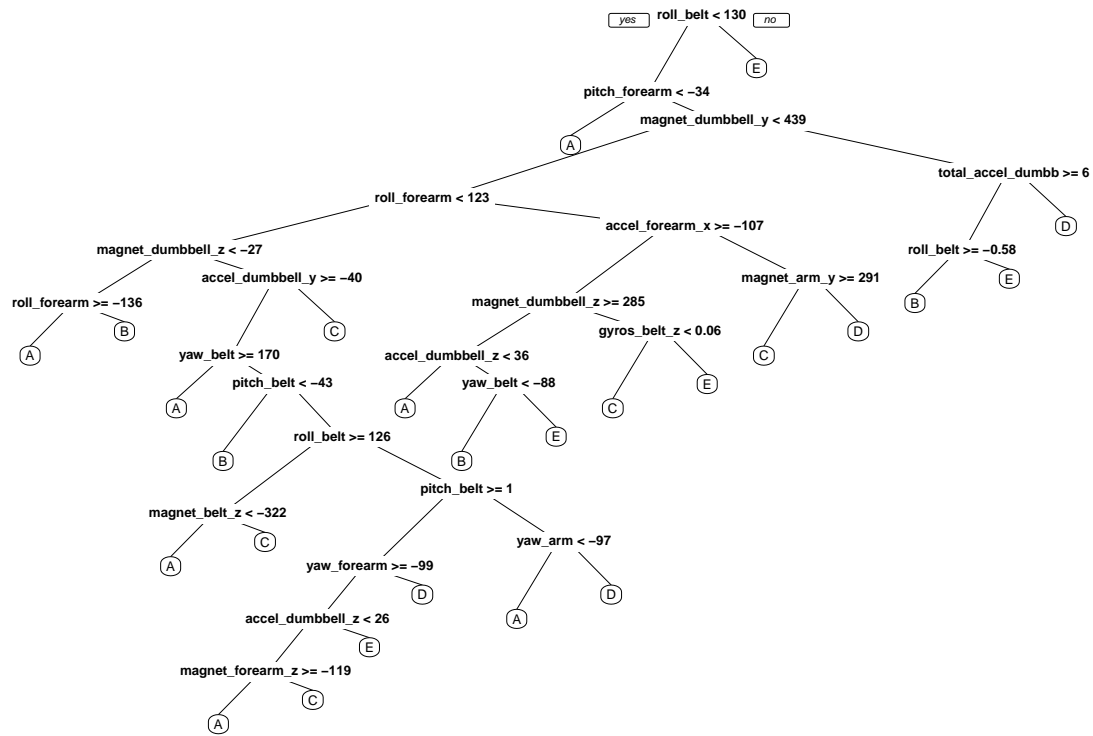 yes roll_belt < 130 no
E
pitch_forearm < −34
magnet_dumbbell_y < 439
A
total_accel_dumbb >= 6
roll_forearm < 123
accel_forearm_x >= −107
D
magnet_dumbbell_z < −27
roll_belt >= −0.58
accel_dumbbell_y >= −40
magnet_arm_y >= 291
E
roll_forearm >= −136
magnet_dumbbell_z >= 285
B
B
C
gyros_belt_z < 0.06
D
A
yaw_belt >= 170
accel_dumbbell_z < 36
C
pitch_belt < −43
yaw_belt < −88
E
A
A
C
roll_belt >= 126
E
B
B
pitch_belt >= 1
magnet_belt_z < −322
C
yaw_arm < −97
A
yaw_forearm >= −99
D
D
accel_dumbbell_z < 26
A
E
magnet_forearm_z >= −119
C
A